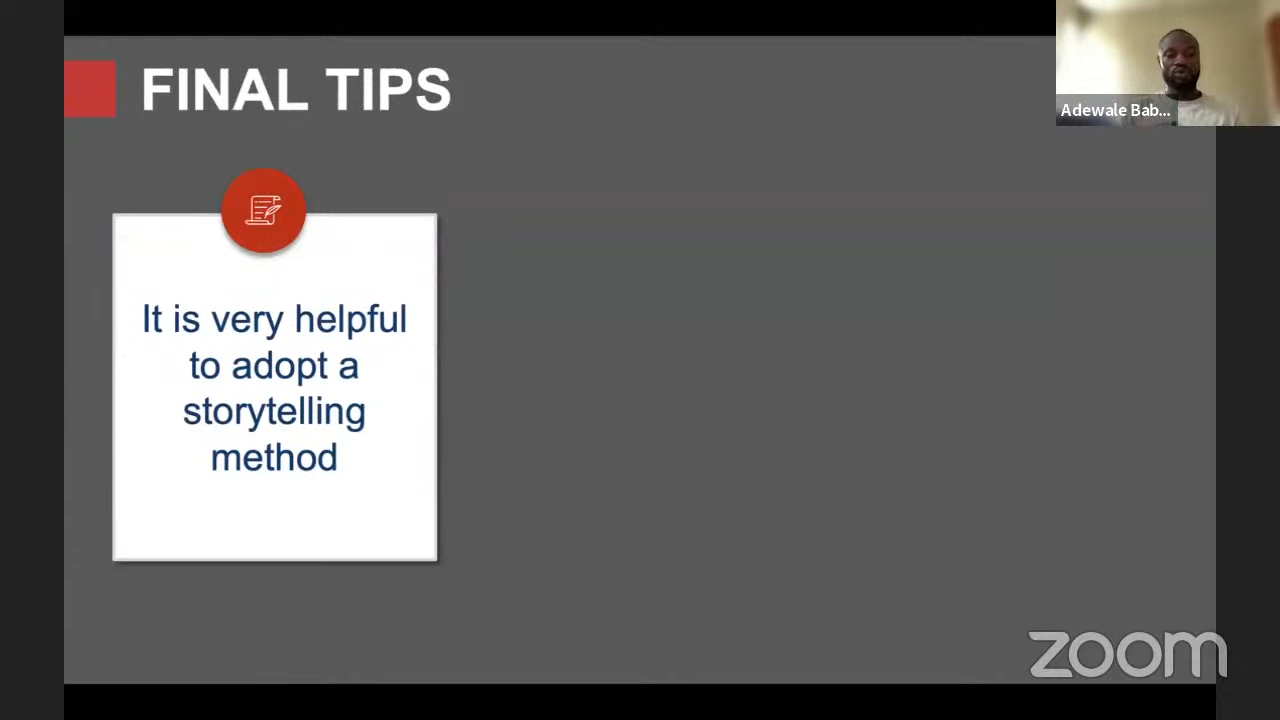 FINAL TIPS
Adewale Bab...
It is very helpful
to adopt a
storytelling
method
zoom